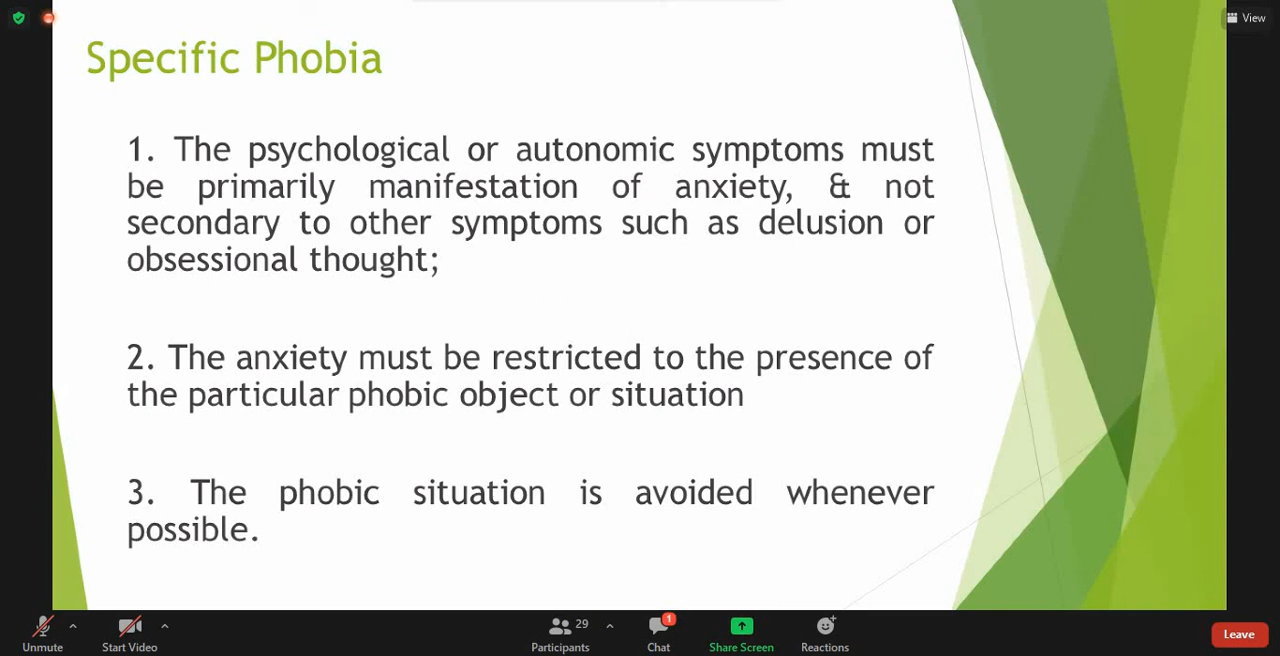 View
Specific Phobia
1. The psychological or autonomic symptoms must
be primarily manifestation of anxiety, & not
secondary to other symptoms such as delusion or
obsessional thought;
2. The anxiety must be restricted to the presence of
the particular phobic object or situation
3. The phobic situation is avoided whenever
possible.
Unmute
Start Video
29
Participants
1
Chat
Share Screen
Reactions
Leave